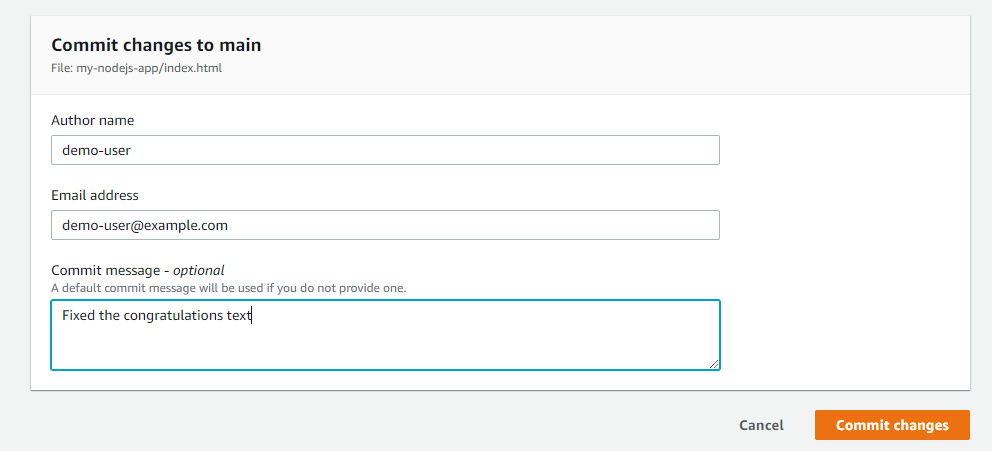 Commit changes to main
File: my-nodejs-app/index.html
Author name
demo-user
Email address
demo-user@example.com
Commit message - optional
A default commit message will be used if you do not provide one.
Fixed the congratulations text
Cancel
Commit changes